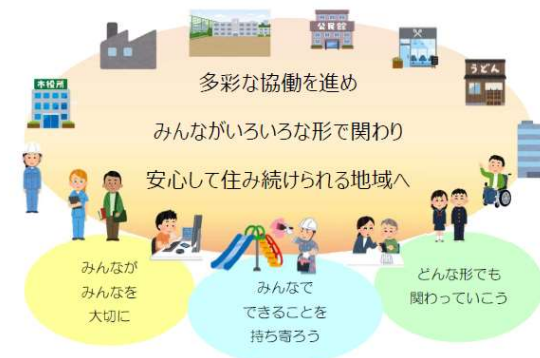 公民館
うどん
市役所
多彩な協働を進め
みんながいろいろな形で関わり
安心して住み続けられる地域へ
みんなが
みんなを
大切に
みんなで
できることを
持ち寄ろう
どんな形でも
関わっていこう